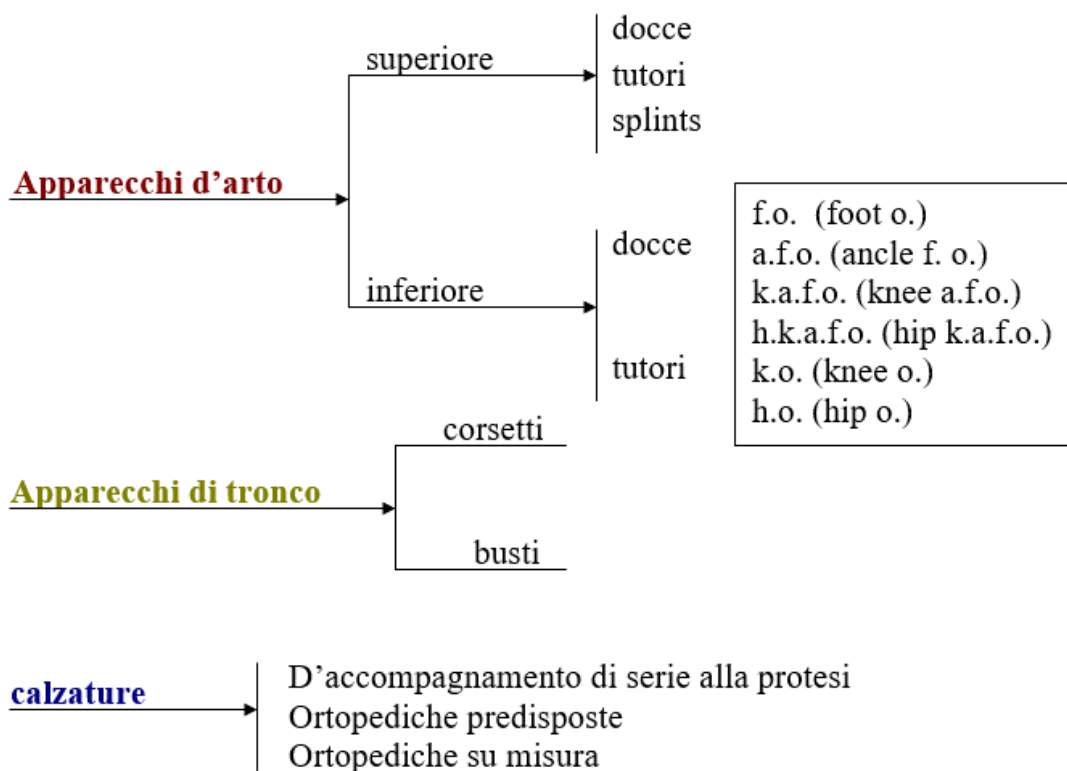 Apparecchi d’arto
superiore
docce
tutori
splints
inferiore
docce
tutori
f.o. (foot o.)
a.f.o. (ancle f. o.)
k.a.f.o. (knee a.f.o.)
h.k.a.f.o. (hip k.a.f.o.)
k.o. (knee o.)
h.o. (hip o.)
Apparecchi di tronco
corsetti
busti
calzature
D’accompagnamento di serie alla protesi
Ortopediche predisposte
Ortopediche su misura